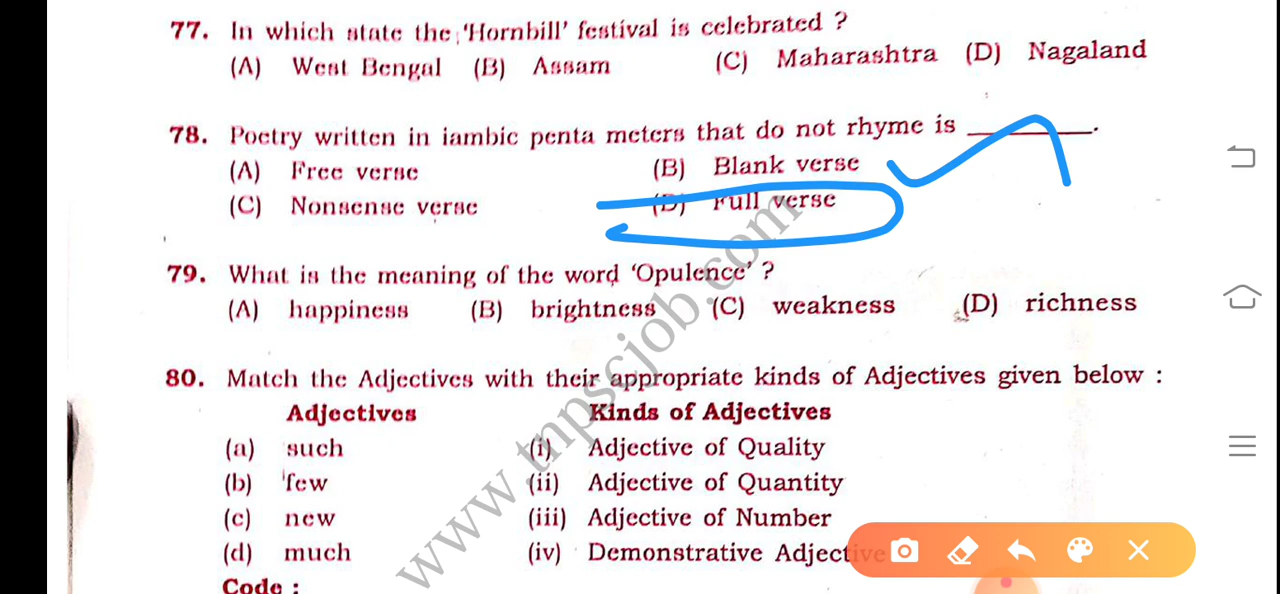 77. In which state the 'Hornbill' festival is celebrated ?
(A) West Bengal (B) Assam (C) Maharashtra (D) Nagaland
78. Poetry written in iambic penta meters that do not rhyme is ________.
(A) Free verse (B) Blank verse
(C) Nonsense verse (D) Full verse
79. What is the meaning of the word 'Opulence' ?
(A) happiness (B) brightness (C) weakness (D) richness
80. Match the Adjectives with their appropriate kinds of Adjectives given below :
Adjectives Kinds of Adjectives
(a) such (i) Adjective of Quality
(b) few (ii) Adjective of Quantity
(c) new (iii) Adjective of Number
(d) much (iv) Demonstrative Adjective
Code :
www.tnpscjob.com